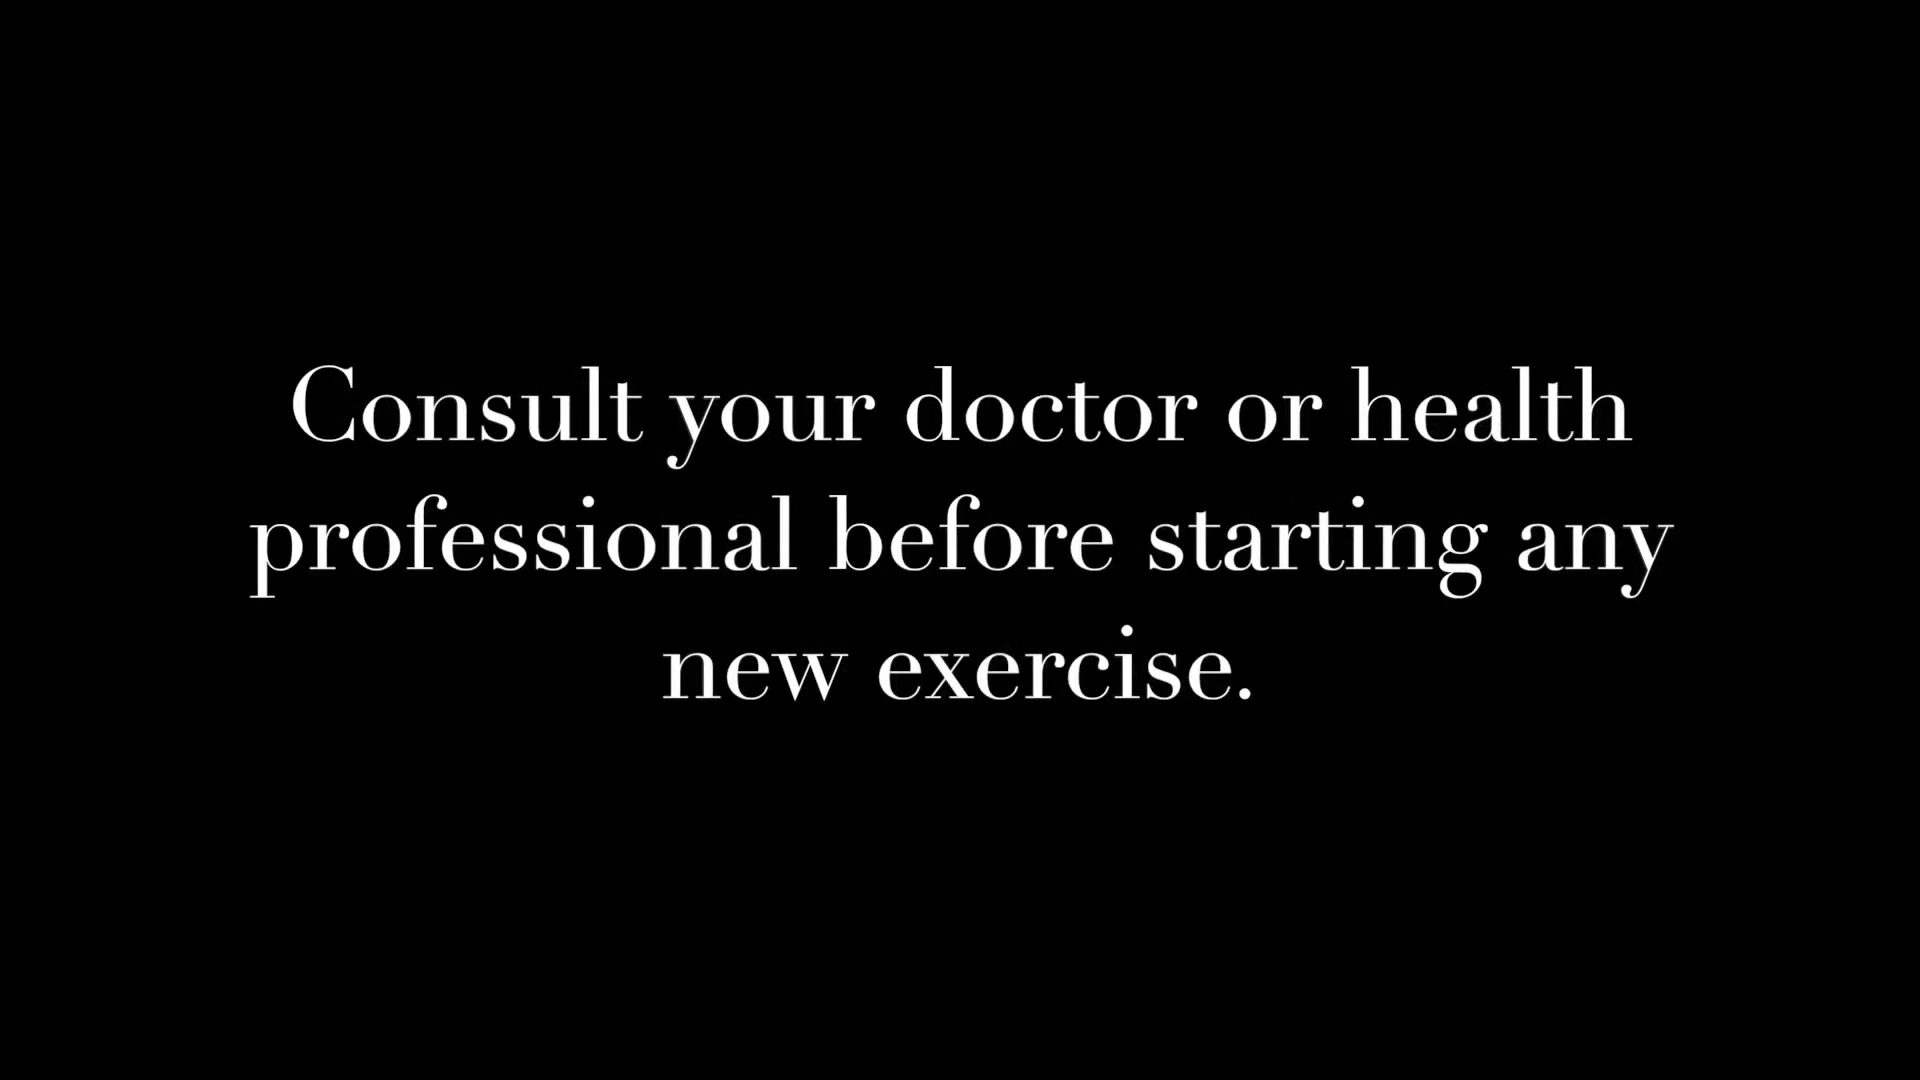 Consult your doctor or health
professional before starting any
new exercise.